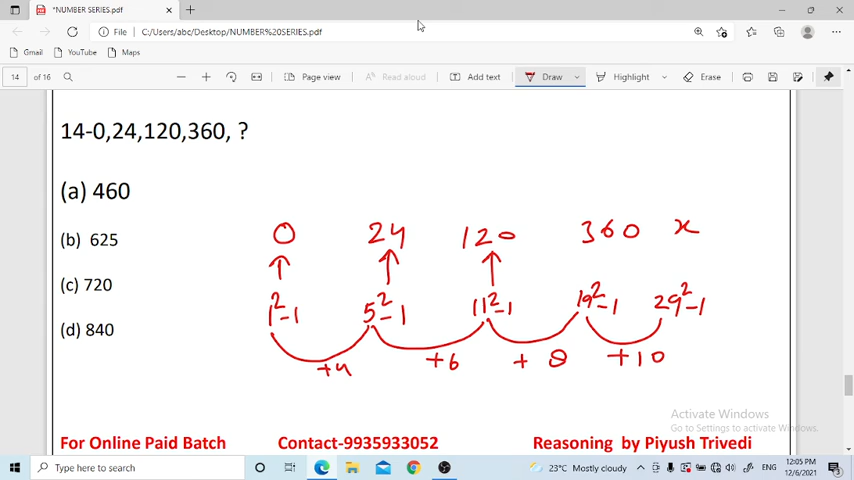 *NUMBER SERIES.pdf
File C:/Users/abc/Desktop/NUMBER%20SERIES.pdf
Gmail YouTube Maps
14 of 16 Page view Read aloud Add text Draw Highlight Erase
14-0,24,120,360, ?
(a) 460
(b) 625
(c) 720
(d) 840
0 24 120 360 x
1²-1 5²-1 11²-1 19²-1 29²-1
+4 +6 + 8 +10
Activate Windows
Go to Settings to activate Windows.
For Online Paid Batch Contact-9935933052 Reasoning by Piyush Trivedi
Type here to search 23°C Mostly cloudy ENG 12:05 PM
12/6/2021
3